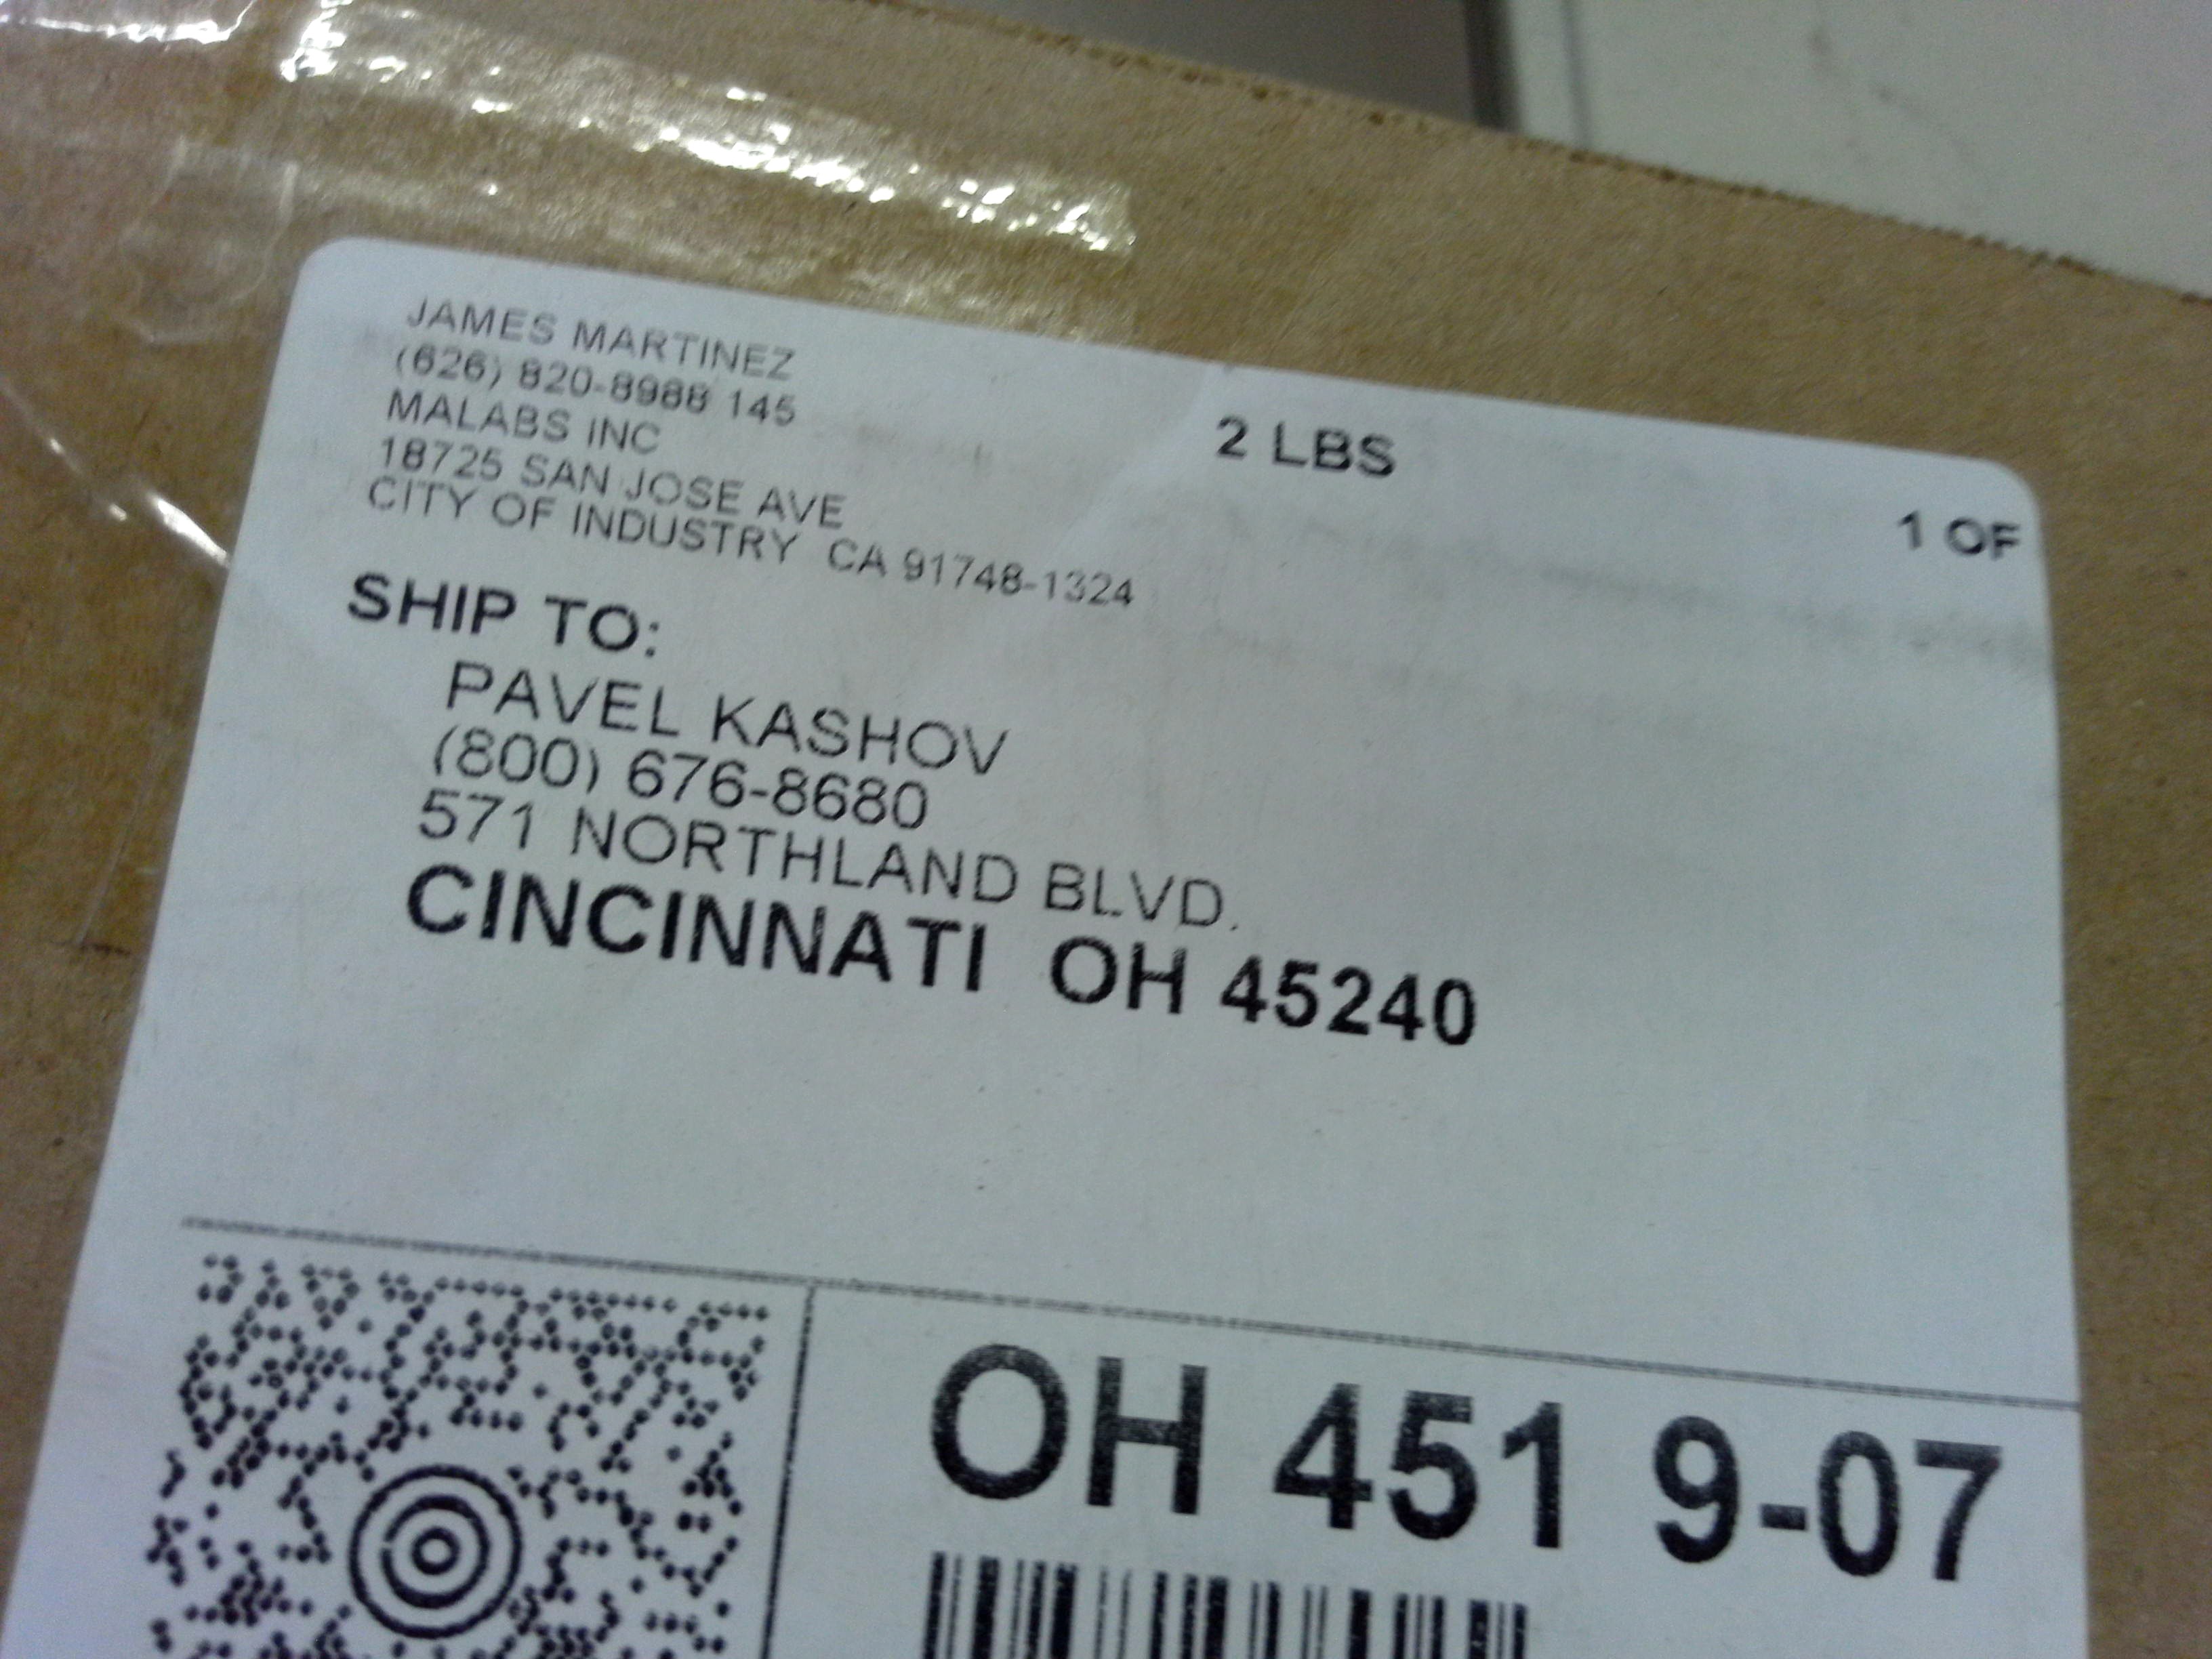 JAMES MARTINEZ
(626) 820-8988 145
MALABS INC
18725 SAN JOSE AVE
CITY OF INDUSTRY CA 91748-1324
2 LBS
1 OF
SHIP TO:
PAVEL KASHOV
(800) 676-8680
571 NORTHLAND BLVD.
CINCINNATI OH 45240
OH 451 9-07